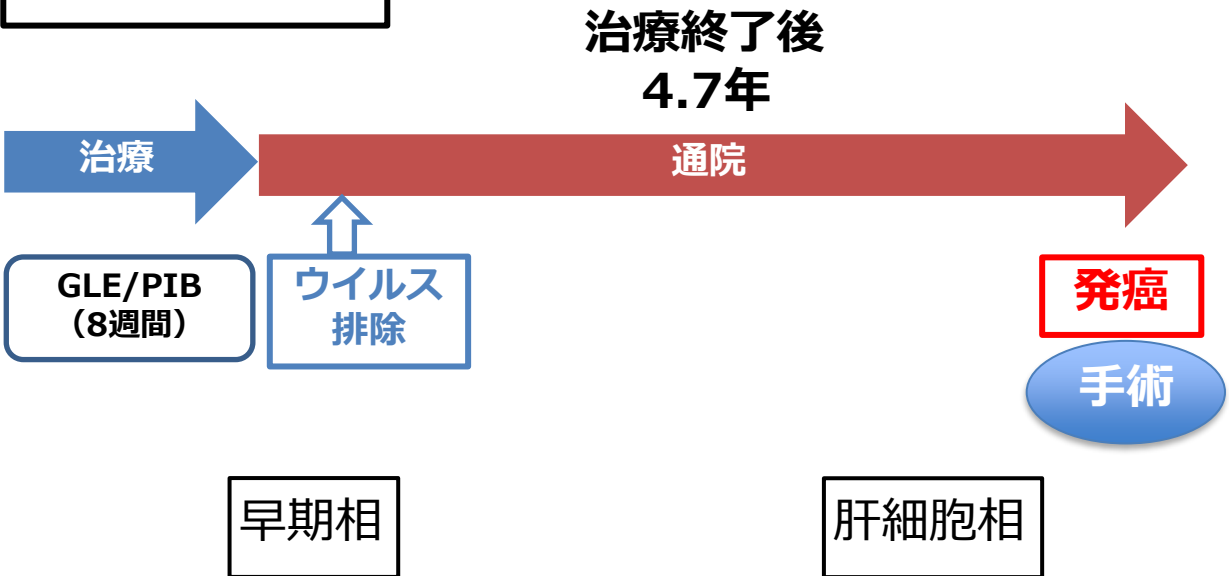 治療終了後
4.7年
治療
通院
GLE/PIB
（8週間）
ウイルス
排除
発癌
手術
早期相
肝細胞相